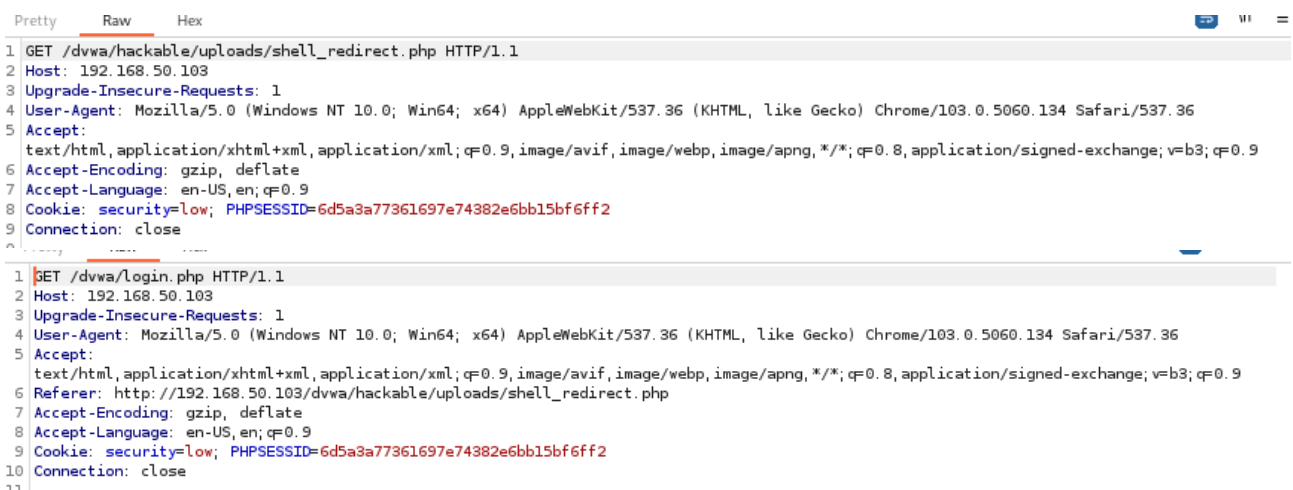 Pretty Raw Hex
1 GET /dvwa/hackable/uploads/shell_redirect.php HTTP/1.1
2 Host: 192.168.50.103
3 Upgrade-Insecure-Requests: 1
4 User-Agent: Mozilla/5.0 (Windows NT 10.0; Win64; x64) AppleWebKit/537.36 (KHTML, like Gecko) Chrome/103.0.5060.134 Safari/537.36
5 Accept:
text/html,application/xhtml+xml,application/xml;q=0.9,image/avif,image/webp,image/apng,*/*;q=0.8,application/signed-exchange;v=b3;q=0.9
6 Accept-Encoding: gzip, deflate
7 Accept-Language: en-US,en;q=0.9
8 Cookie: security=low; PHPSESSID=6d5a3a77361697e74382e6bb15bf6ff2
9 Connection: close
1 GET /dvwa/login.php HTTP/1.1
2 Host: 192.168.50.103
3 Upgrade-Insecure-Requests: 1
4 User-Agent: Mozilla/5.0 (Windows NT 10.0; Win64; x64) AppleWebKit/537.36 (KHTML, like Gecko) Chrome/103.0.5060.134 Safari/537.36
5 Accept:
text/html,application/xhtml+xml,application/xml;q=0.9,image/avif,image/webp,image/apng,*/*;q=0.8,application/signed-exchange;v=b3;q=0.9
6 Referer: http://192.168.50.103/dvwa/hackable/uploads/shell_redirect.php
7 Accept-Encoding: gzip, deflate
8 Accept-Language: en-US,en;q=0.9
9 Cookie: security=low; PHPSESSID=6d5a3a77361697e74382e6bb15bf6ff2
10 Connection: close